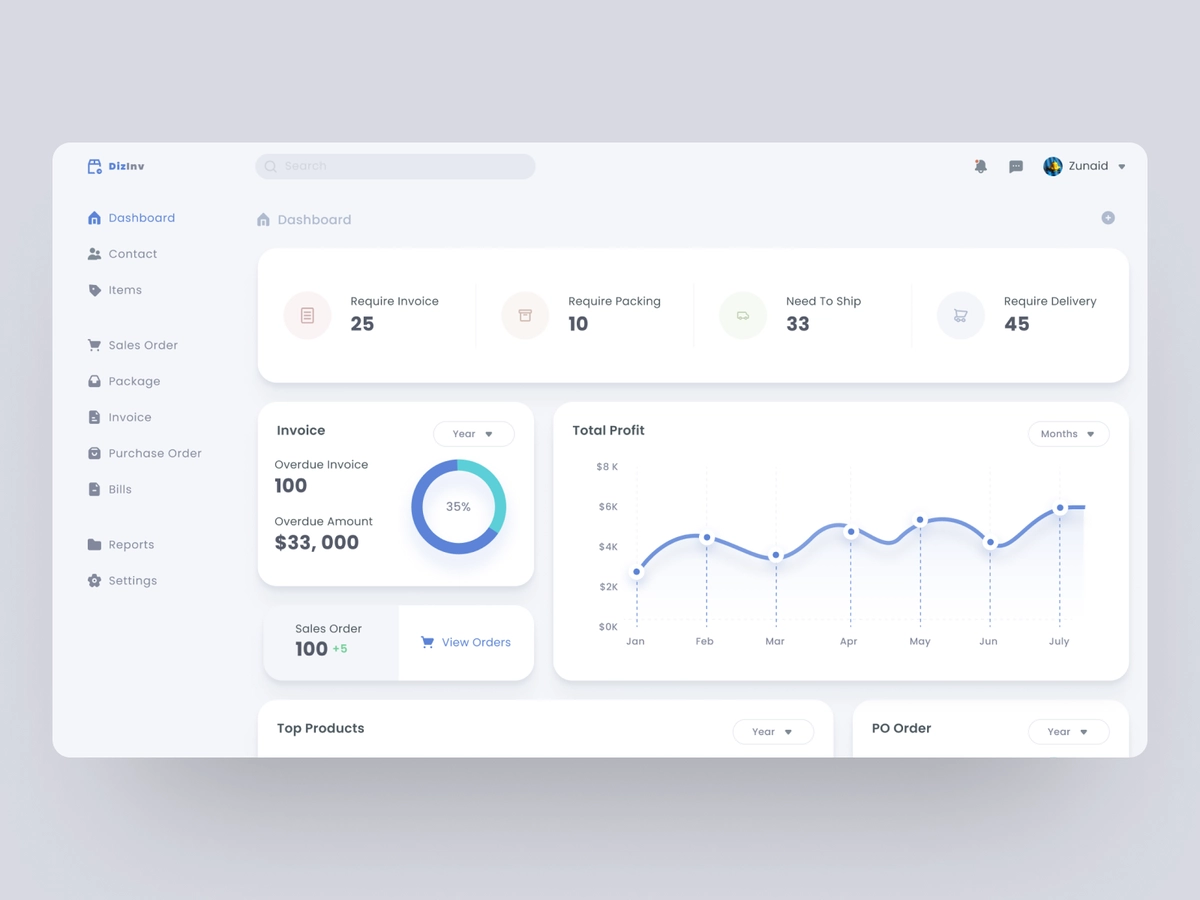 DizInv
Search
Zunaid
Dashboard
Contact
Items
Sales Order
Package
Invoice
Purchase Order
Bills
Reports
Settings
Dashboard
Require Invoice
25
Require Packing
10
Need To Ship
33
Require Delivery
45
Invoice
Year
Overdue Invoice
100
Overdue Amount
$33, 000
35%
Sales Order
100 +5
View Orders
Total Profit
Months
$8 K
$6K
$4K
$2K
$0K
Jan Feb Mar Apr May Jun July
Top Products
Year
PO Order
Year